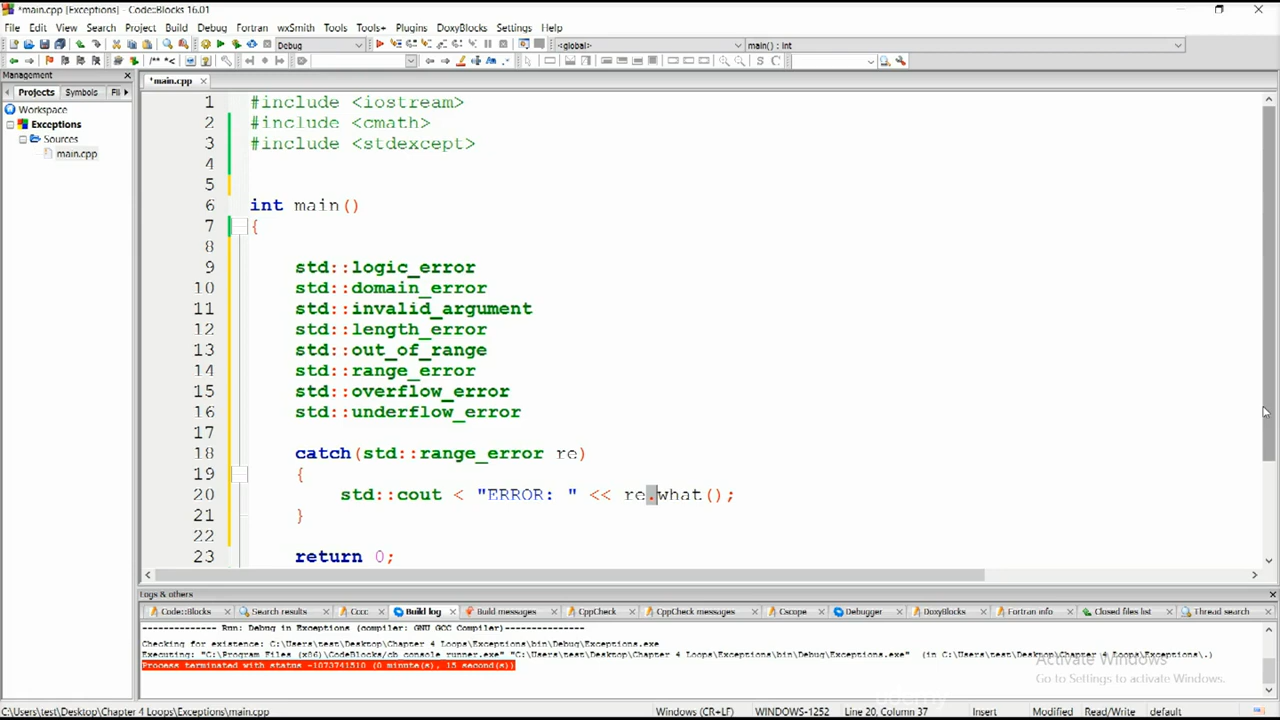 *main.cpp [Exceptions] - Code::Blocks 16.01
File Edit View Search Project Build Debug Fortran wxSmith Tools Tools+ Plugins DoxyBlocks Settings Help
Debug <global> main() : int
/** *<
Management
Projects Symbols Fil
*main.cpp
Workspace
Exceptions
Sources
main.cpp
1 #include <iostream>
2 #include <cmath>
3 #include <stdexcept>
4
5
6 int main()
7 {
8
9 std::logic_error
10 std::domain_error
11 std::invalid_argument
12 std::length_error
13 std::out_of_range
14 std::range_error
15 std::overflow_error
16 std::underflow_error
17
18 catch(std::range_error re)
19 {
20 std::cout < "ERROR: " << re.what();
21 }
22
23 return 0;
Logs & others
Code::Blocks Search results Cccc Build log Build messages CppCheck CppCheck messages Cscope Debugger DoxyBlocks Fortran info Closed files list Thread search
-------------- Run: Debug in Exceptions (compiler: GNU GCC Compiler)---------------
Checking for existence: C:\Users\test\Desktop\Chapter 4 Loops\Exceptions\bin\Debug\Exceptions.exe
Executing: "C:\Program Files (x86)\CodeBlocks/cb_console_runner.exe" "C:\Users\test\Desktop\Chapter 4 Loops\Exceptions\bin\Debug\Exceptions.exe" (in C:\Users\test\Desktop\Chapter 4 Loops\Exceptions\.)
Process terminated with status -1073741510 (0 minute(s), 15 second(s))
Activate Windows
Go to Settings to activate Windows.
C:\Users\test\Desktop\Chapter 4 Loops\Exceptions\main.cpp Windows (CR+LF) WINDOWS-1252 Line 20, Column 37 Insert Modified Read/Write default